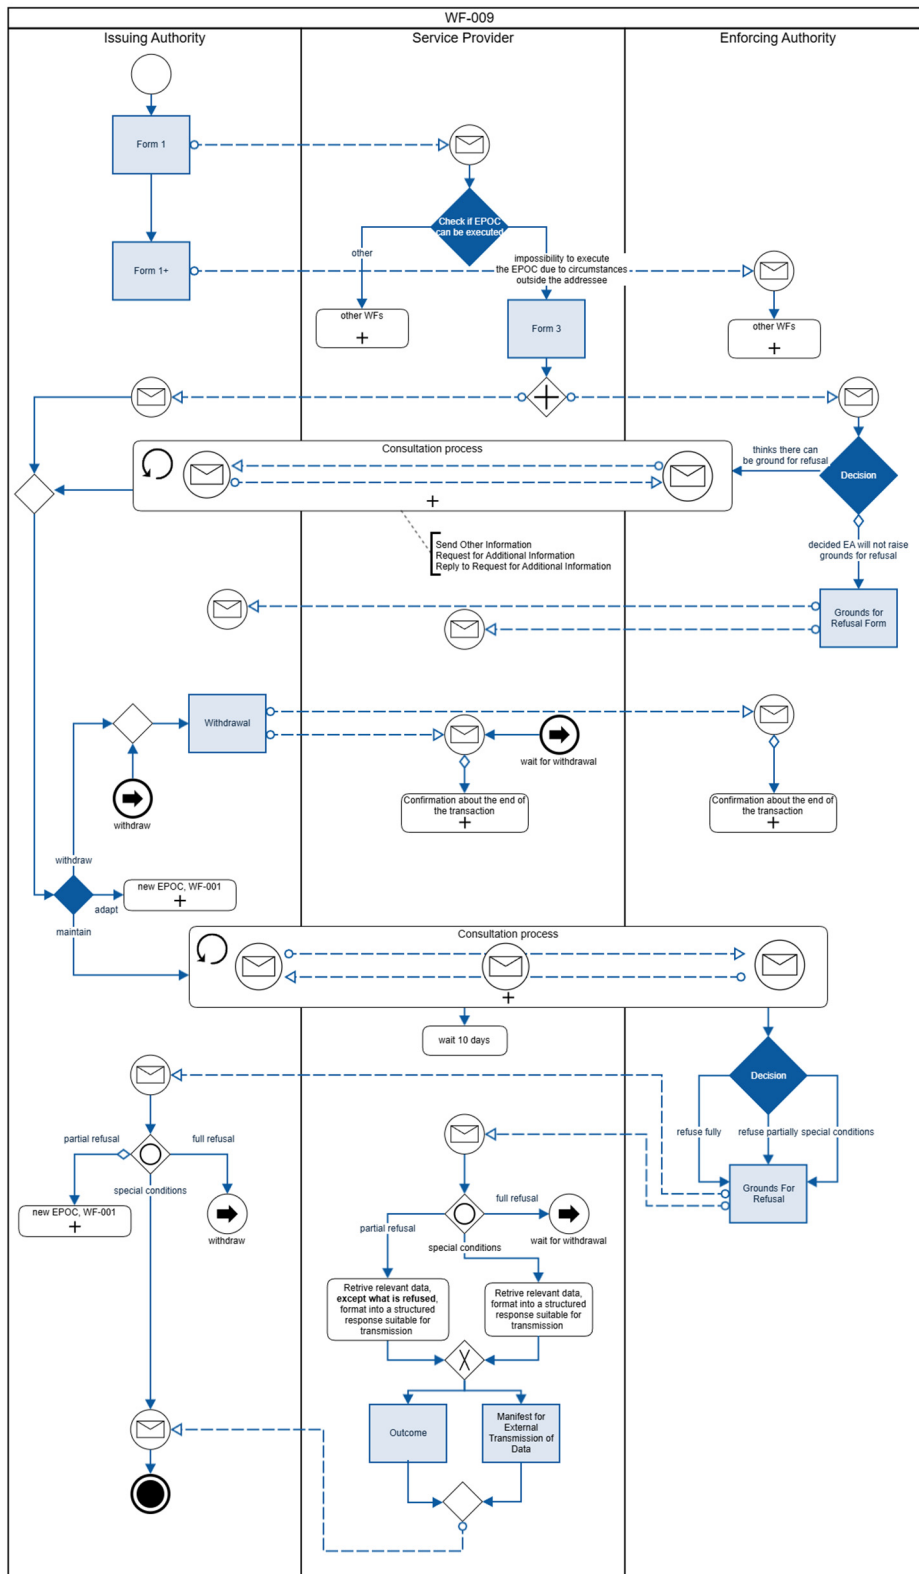 WF-009
Issuing Authority
Service Provider
Enforcing Authority
Form 1
Check if EPOC
can be executed
other
impossibility to execute
the EPOC due to circumstances
outside the addressee
Form 1+
other WFs
Form 3
other WFs
Consultation process
thinks there can
be ground for refusal
Decision
Send Other Information
Request for Additional Information
Reply to Request for Additional Information
decided EA will not raise
grounds for refusal
Grounds for
Refusal Form
Withdrawal
wait for withdrawal
withdraw
Confirmation about the end of
the transaction
Confirmation about the end of
the transaction
withdraw
new EPOC, WF-001
adapt
maintain
Consultation process
wait 10 days
Decision
refuse fully
refuse partially
special conditions
Grounds For
Refusal
partial refusal
full refusal
special conditions
new EPOC, WF-001
withdraw
full refusal
partial refusal
wait for withdrawal
special conditions
Retrive relevant data,
except what is refused,
format into a structured
response suitable for
transmission
Retrive relevant data,
format into a structured
response suitable for
transmission
Outcome
Manifest for
External
Transmission of
Data